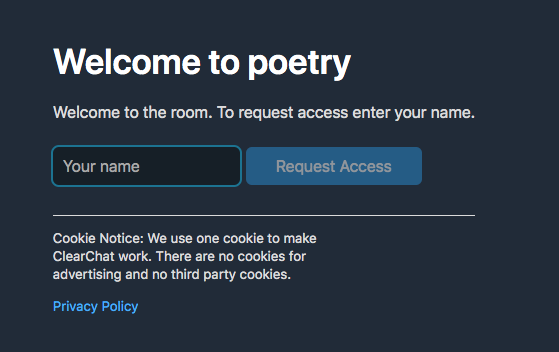 Welcome to poetry
Welcome to the room. To request access enter your name.
Your name
Request Access
Cookie Notice: We use one cookie to make
ClearChat work. There are no cookies for
advertising and no third party cookies.
Privacy Policy